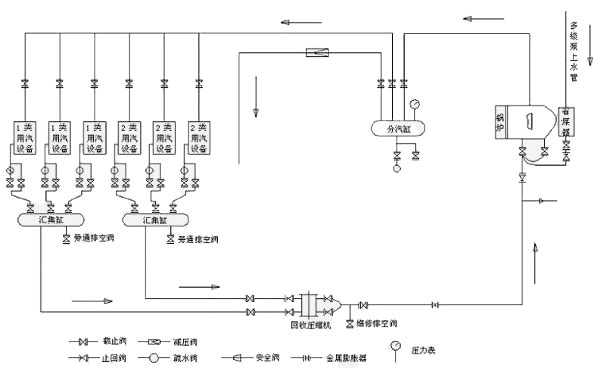 多级泵上水管
锅炉
省煤器
分汽缸
1类用汽设备
1类用汽设备
1类用汽设备
2类用汽设备
2类用汽设备
2类用汽设备
汇集缸
汇集缸
旁通排空阀
旁通排空阀
回收压缩机
维修排空阀
截止阀
减压阀
止回阀
疏水阀
安全阀
金属膨胀器
压力表